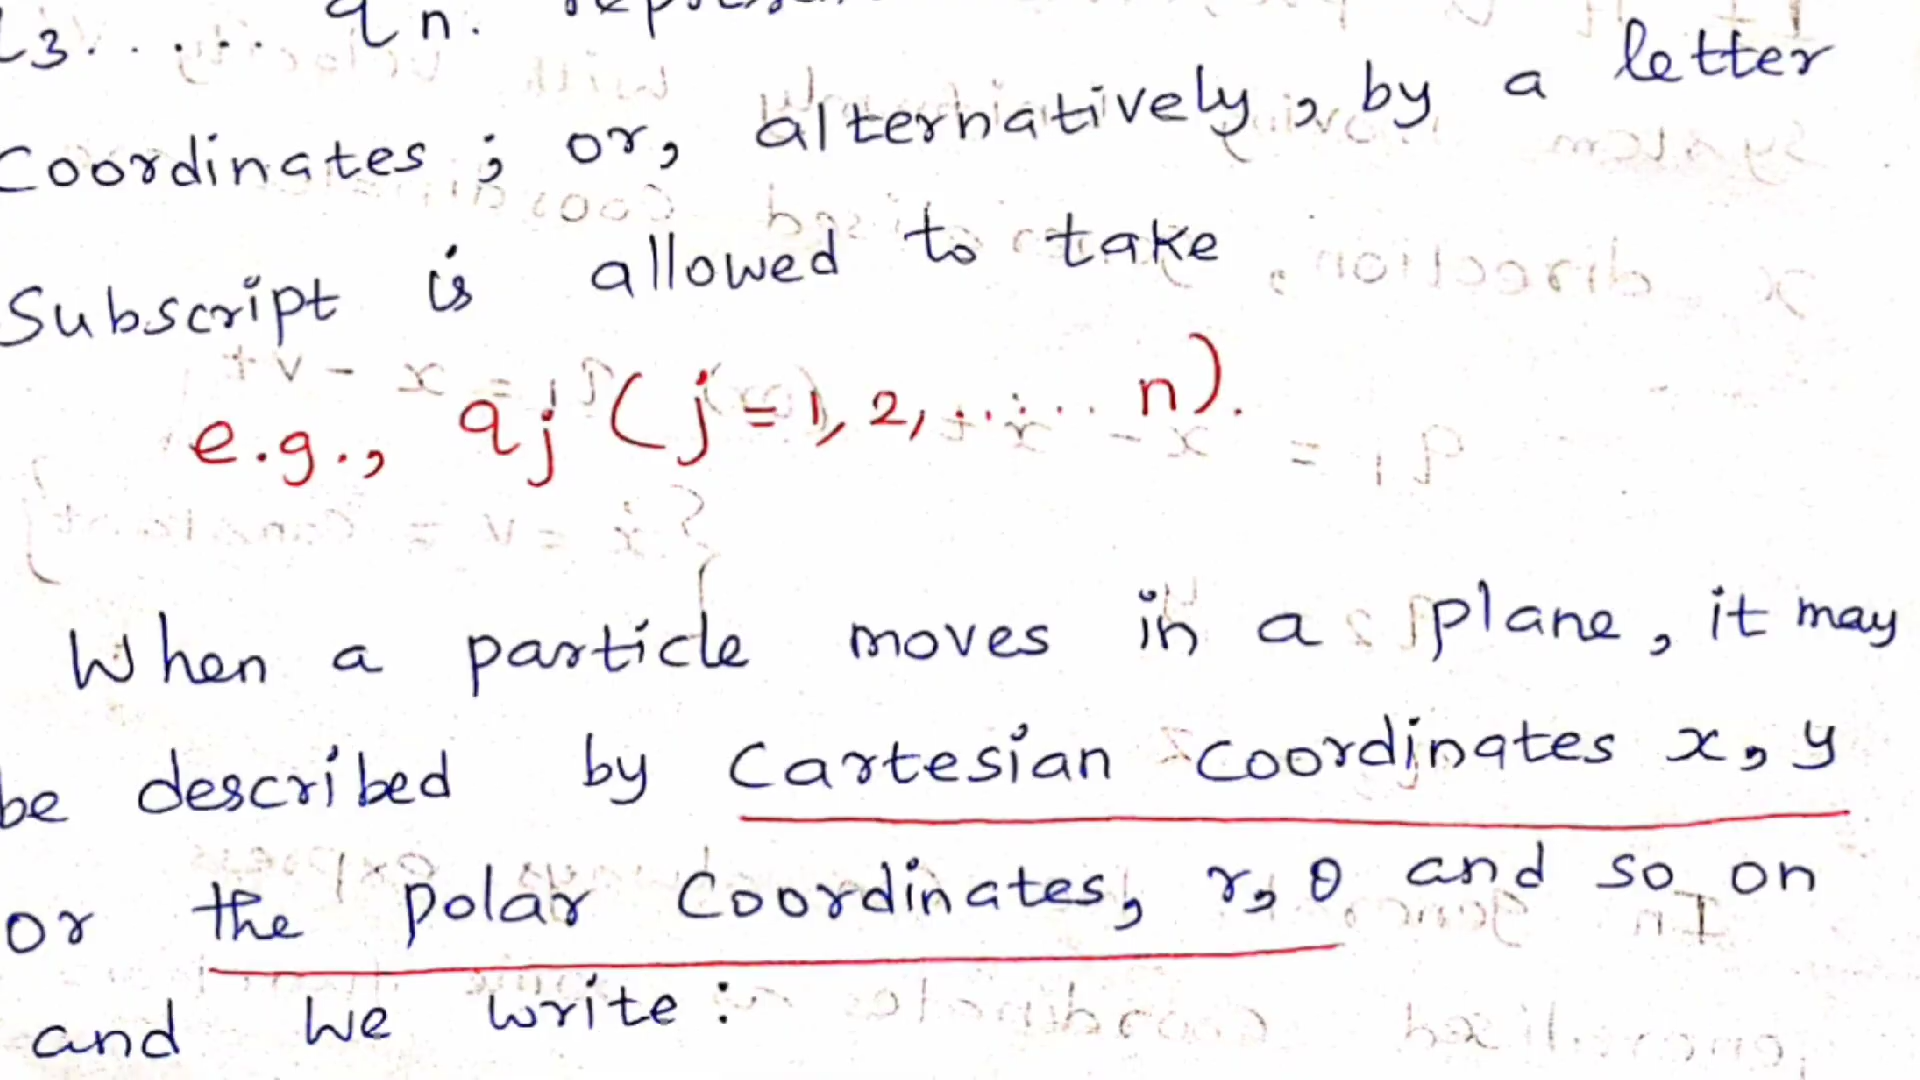 3..... qn.
Coordinates ; or, alternatively, by a letter
Subscript is allowed to take
e.g., qj (j = 1, 2, ...... n).
When a particle moves in a plane, it may
be described by Cartesian coordinates x, y
or the polar Coordinates, r, θ and so on
and we write :